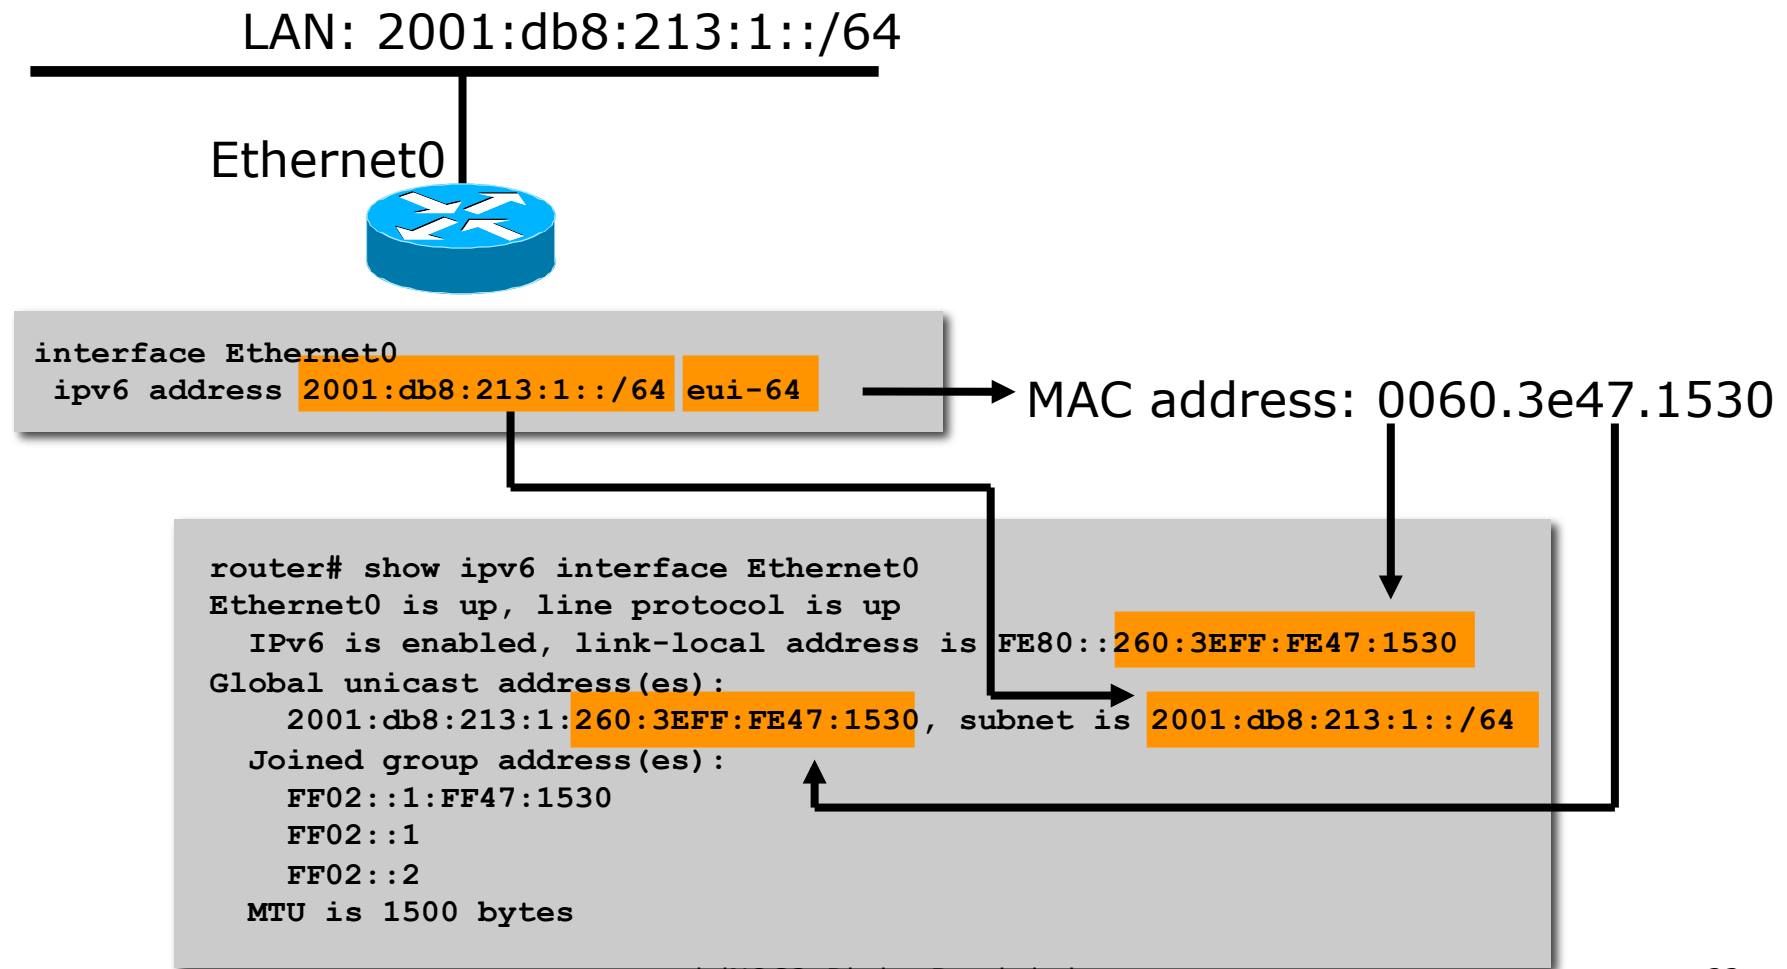 LAN: 2001:db8:213:1::/64
Ethernet0
interface Ethernet0
ipv6 address 2001:db8:213:1::/64 eui-64
MAC address: 0060.3e47.1530
router# show ipv6 interface Ethernet0
Ethernet0 is up, line protocol is up
IPv6 is enabled, link-local address is FE80::260:3EFF:FE47:1530
Global unicast address(es):
2001:db8:213:1:260:3EFF:FE47:1530, subnet is 2001:db8:213:1::/64
Joined group address(es):
FF02::1:FF47:1530
FF02::1
FF02::2
MTU is 1500 bytes